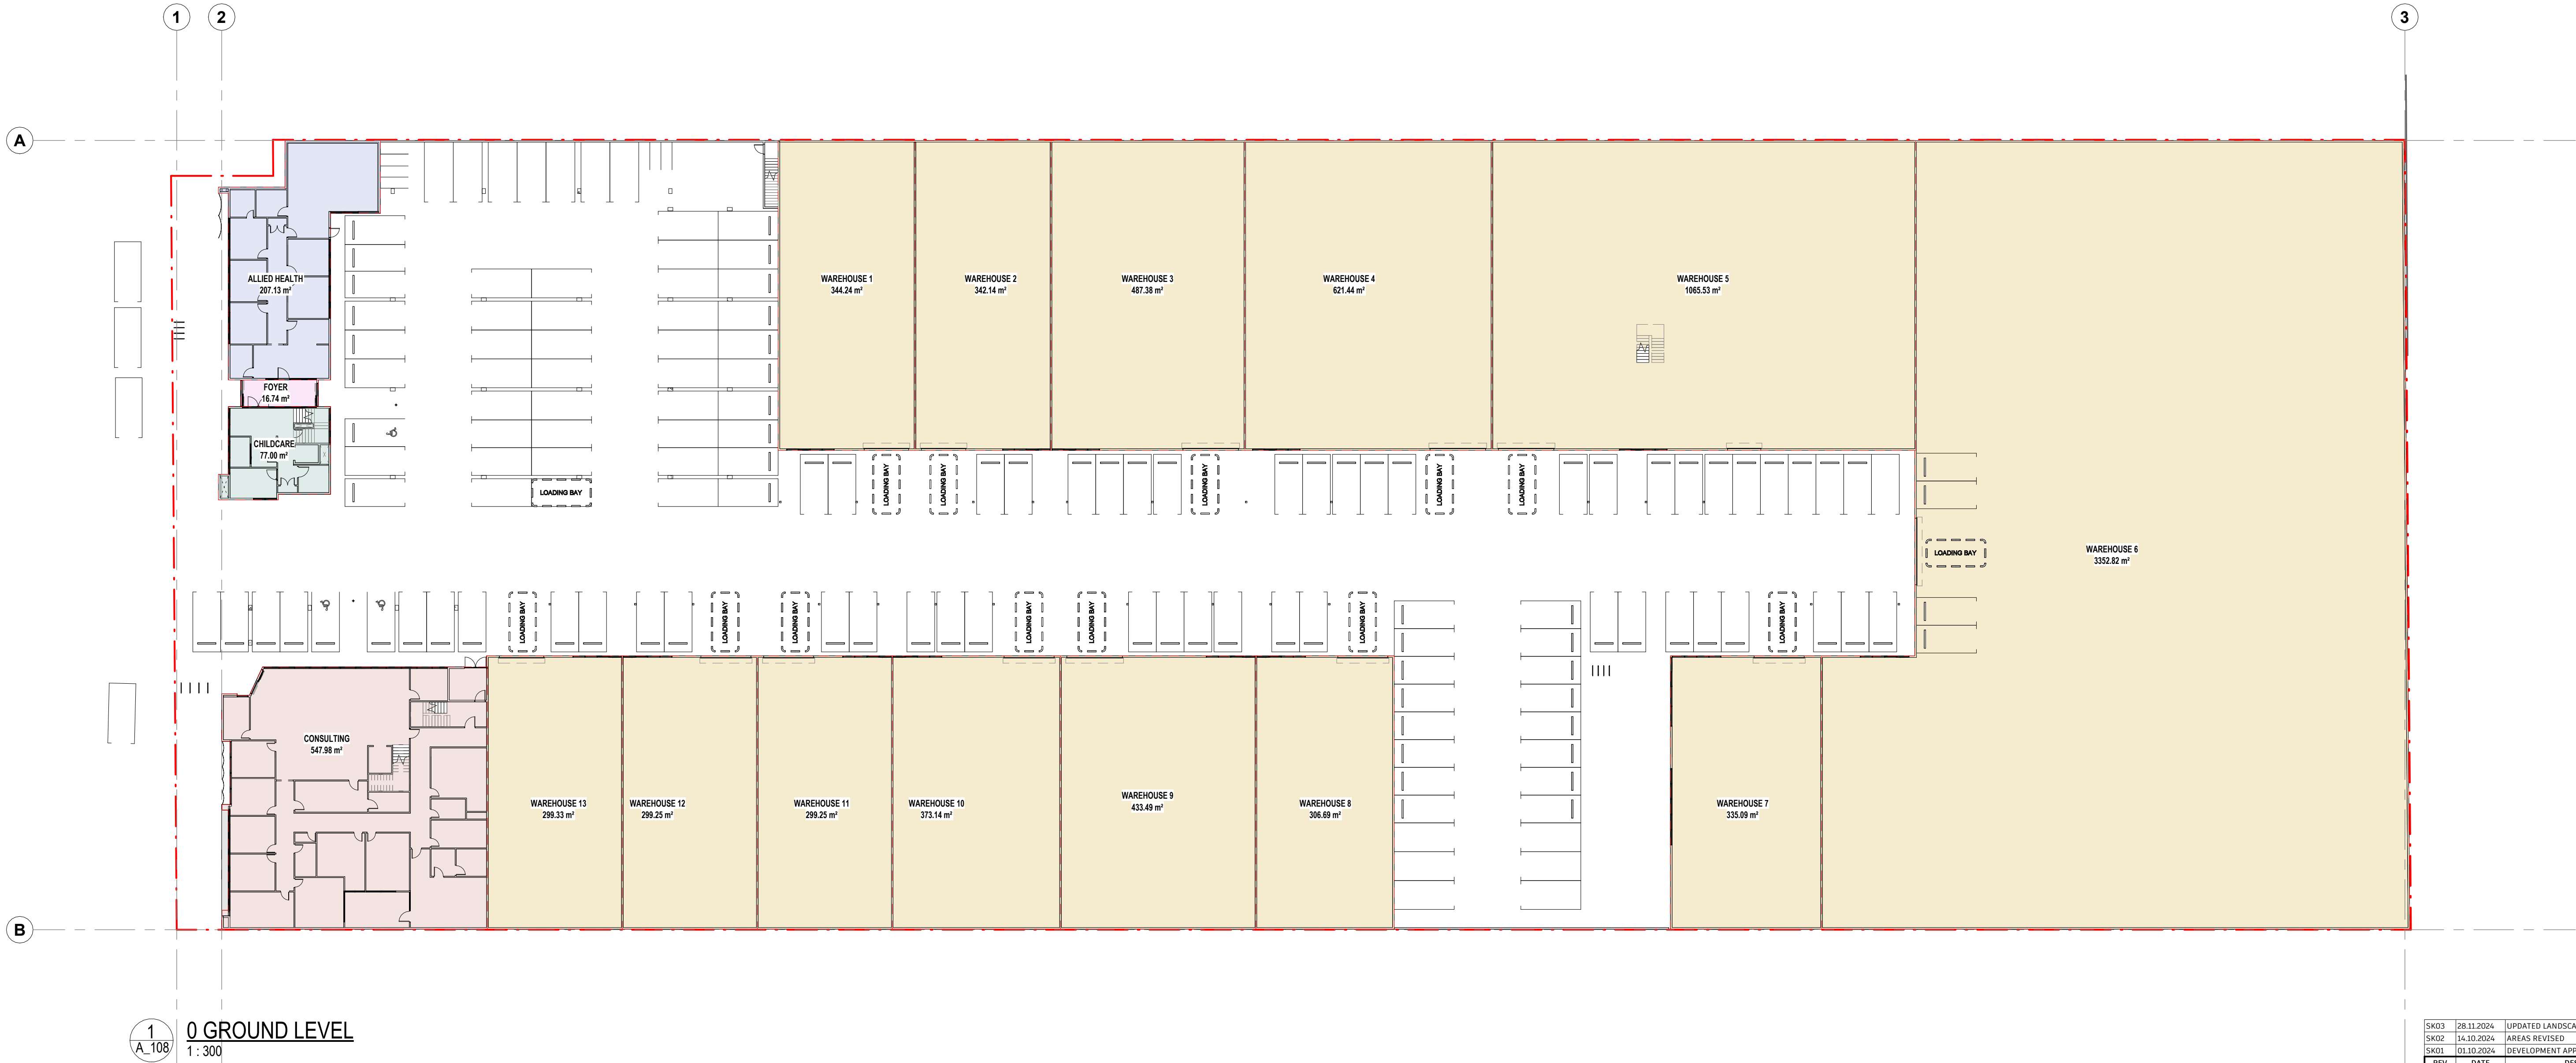 1
2
3
A
ALLIED HEALTH
207.13 m²
WAREHOUSE 1
344.24 m²
WAREHOUSE 2
342.14 m²
WAREHOUSE 3
487.38 m²
WAREHOUSE 4
621.44 m²
WAREHOUSE 5
1065.53 m²
FOYER
16.74 m²
CHILDCARE
77.00 m²
LOADING BAY
LOADING BAY
LOADING BAY
LOADING BAY
LOADING BAY
LOADING BAY
LOADING BAY
WAREHOUSE 6
3352.82 m²
LOADING BAY
LOADING BAY
LOADING BAY
LOADING BAY
LOADING BAY
LOADING BAY
LOADING BAY
CONSULTING
547.98 m²
WAREHOUSE 13
299.33 m²
WAREHOUSE 12
299.25 m²
WAREHOUSE 11
299.25 m²
WAREHOUSE 10
373.14 m²
WAREHOUSE 9
433.49 m²
WAREHOUSE 8
306.69 m²
WAREHOUSE 7
335.09 m²
B
1
A_108
0 GROUND LEVEL
1 : 300
SK03 28.11.2024 UPDATED LANDSCA
SK02 14.10.2024 AREAS REVISED
SK01 01.10.2024 DEVELOPMENT APP
REV DATE